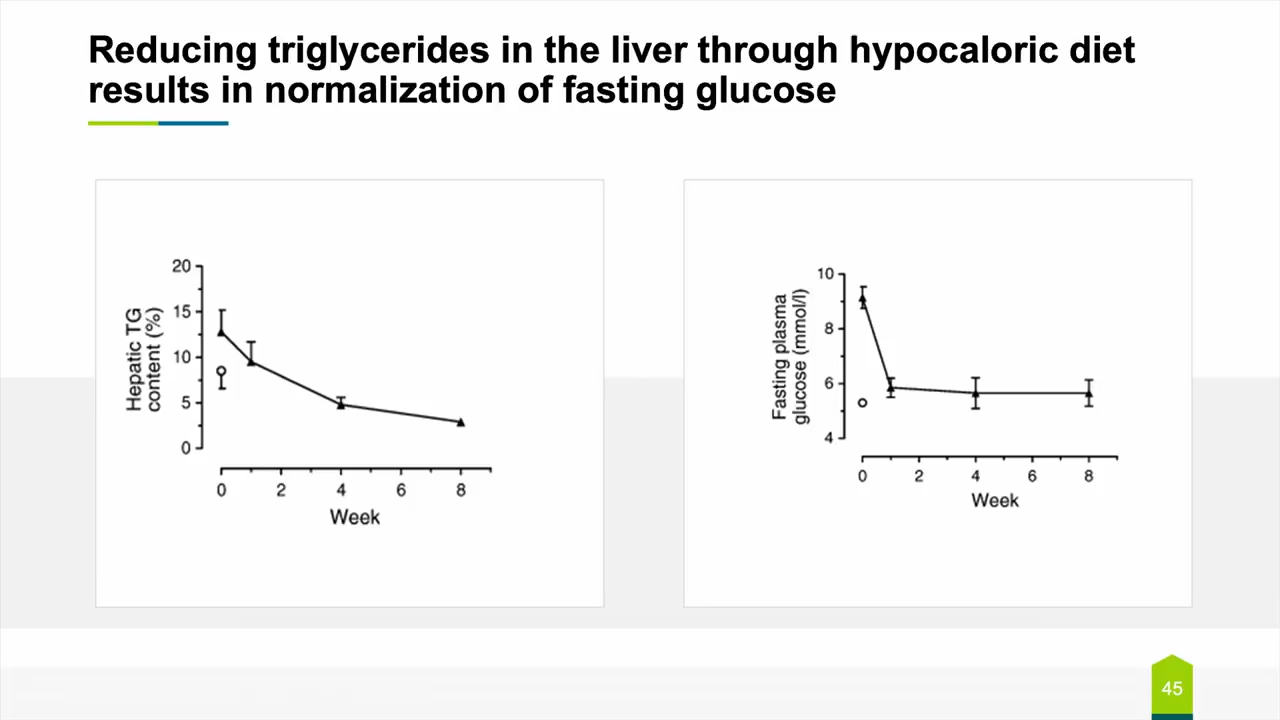 Reducing triglycerides in the liver through hypocaloric diet
results in normalization of fasting glucose
20
15
10
5
0
Hepatic TG
content (%)
0 2 4 6 8
Week
10
8
6
4
Fasting plasma
glucose (mmol/l)
0 2 4 6 8
Week
45